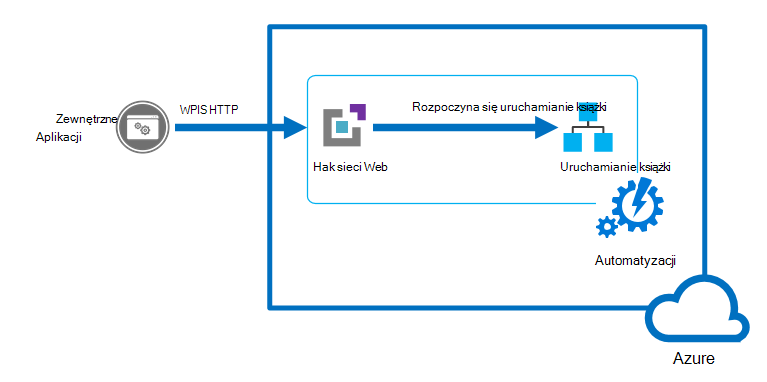 Zewnętrzne
Aplikacji
WPIS HTTP
Rozpoczyna się uruchamianie książki
Hak sieci Web
Uruchamianie książki
Automatyzacji
Azure